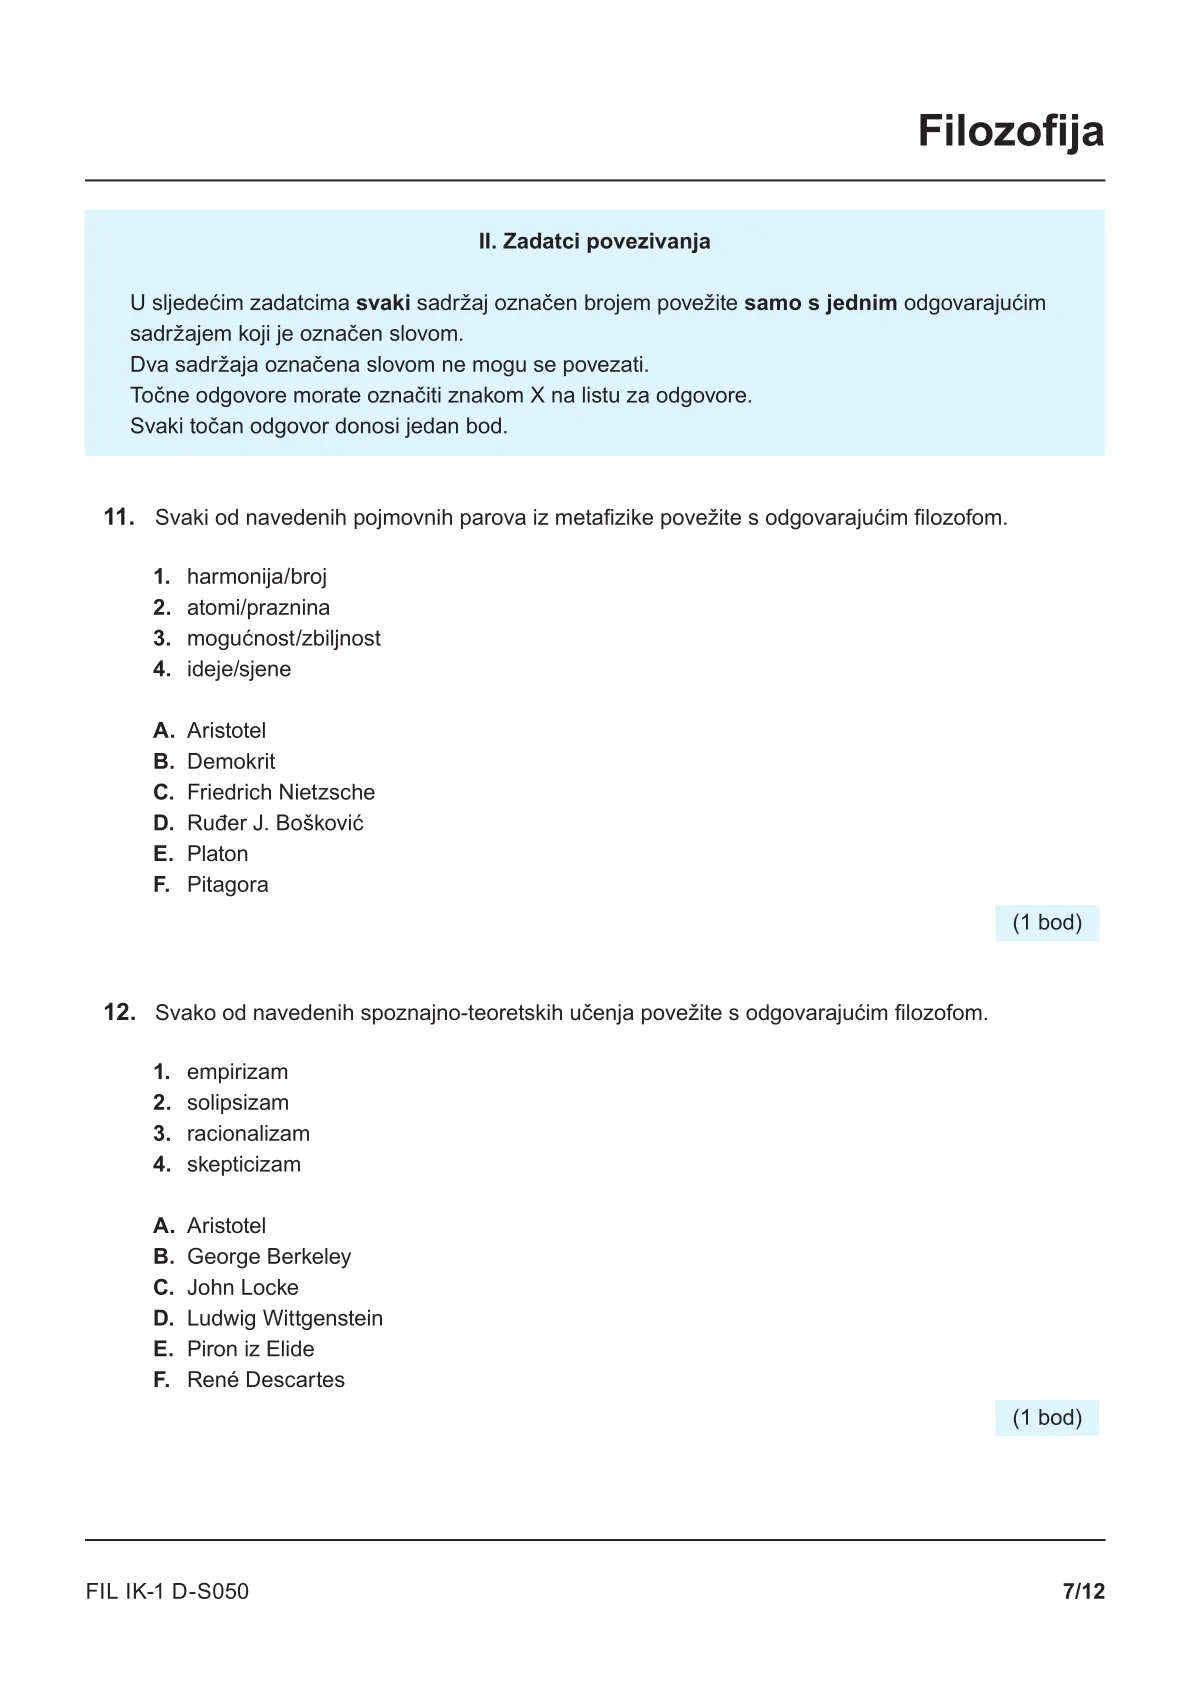 Filozofija
II. Zadatci povezivanja
U sljedećim zadatcima svaki sadržaj označen brojem povežite samo s jednim odgovarajućim
sadržajem koji je označen slovom.
Dva sadržaja označena slovom ne mogu se povezati.
Točne odgovore morate označiti znakom X na listu za odgovore.
Svaki točan odgovor donosi jedan bod.
11. Svaki od navedenih pojmovnih parova iz metafizike povežite s odgovarajućim filozofom.
1. harmonija/broj
2. atomi/praznina
3. mogućnost/zbiljnost
4. ideje/sjene
A. Aristotel
B. Demokrit
C. Friedrich Nietzsche
D. Ruđer J. Bošković
E. Platon
F. Pitagora
(1 bod)
12. Svako od navedenih spoznajno-teoretskih učenja povežite s odgovarajućim filozofom.
1. empirizam
2. solipsizam
3. racionalizam
4. skepticizam
A. Aristotel
B. George Berkeley
C. John Locke
D. Ludwig Wittgenstein
E. Piron iz Elide
F. René Descartes
(1 bod)
FIL IK-1 D-S050
7/12